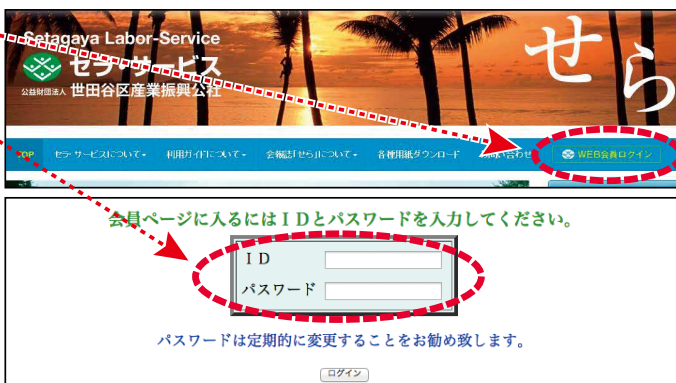 Setagaya Labor-Service
セラ・サービス
公益財団法人 世田谷区産業振興公社
せら
TOP セラ・サービスについて 利用ガイドについて 会報誌「せら」について 各種用紙ダウンロード お問い合わせ WEB会員ログイン
会員ページに入るにはＩＤとパスワードを入力してください。
ＩＤ
パスワード
パスワードは定期的に変更することをお勧め致します。
ログイン